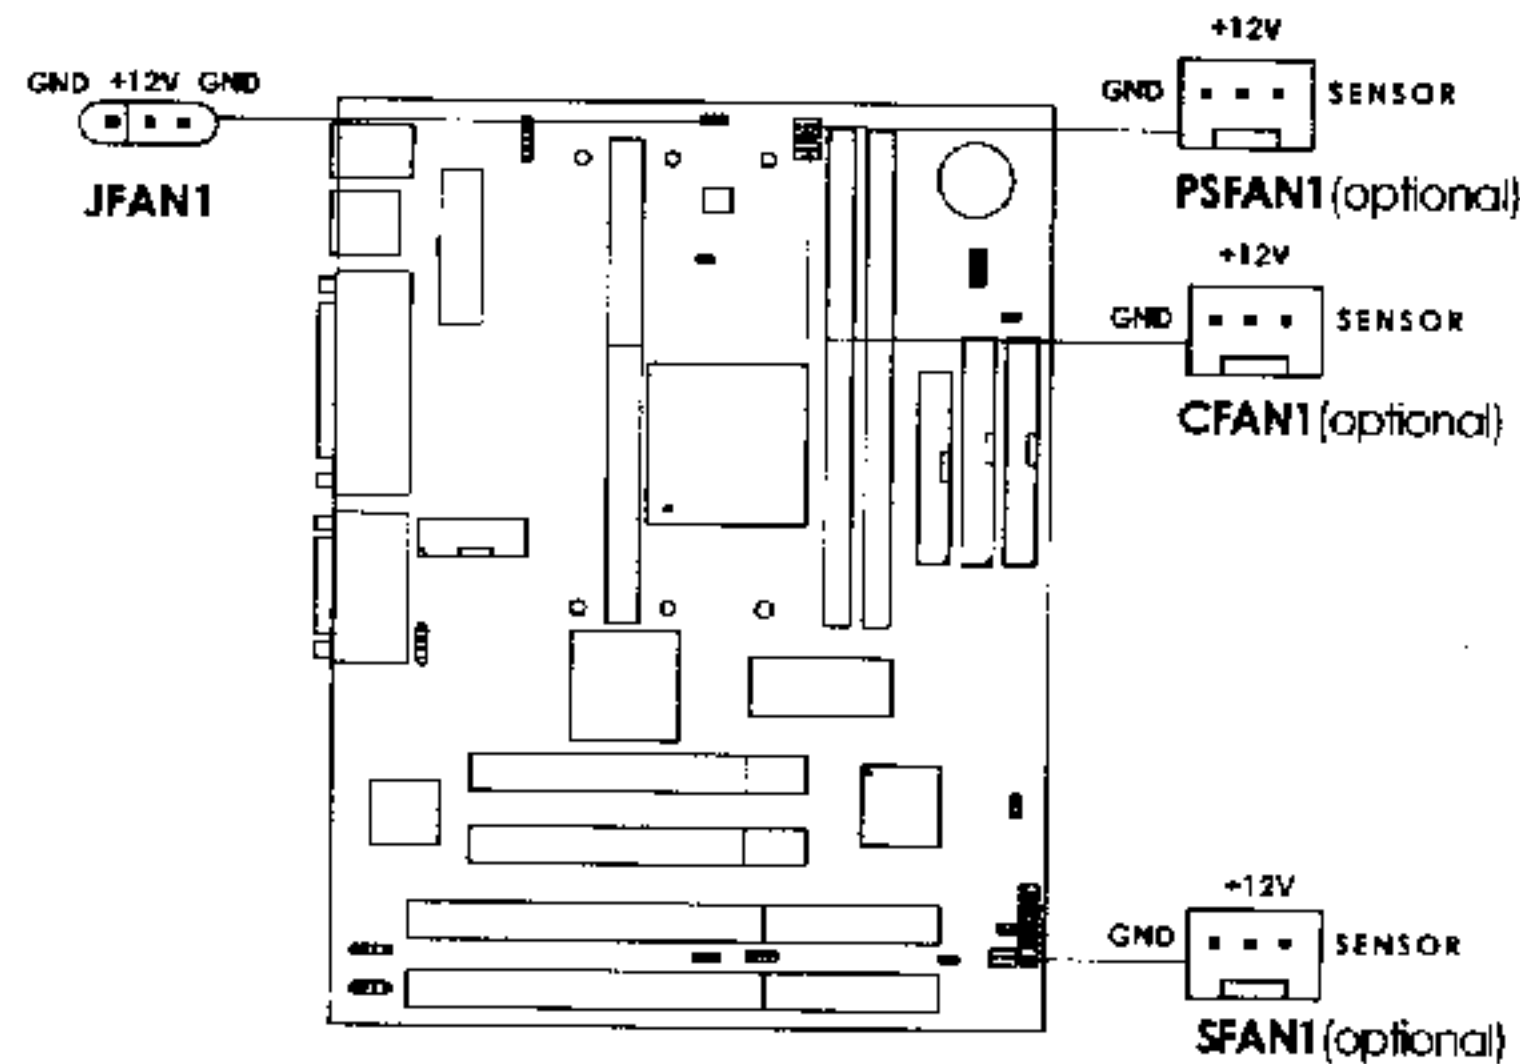 GND +12V GND
JFAN1
+12V
GND
SENSOR
PSFAN1(optional)
+12V
GND
SENSOR
CFAN1(optional)
+12V
GND
SENSOR
SFAN1(optional)